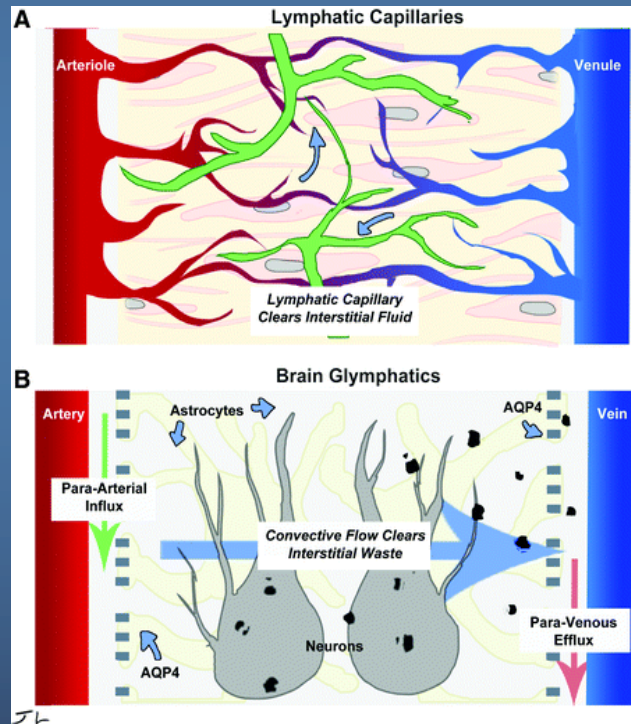 A
Lymphatic Capillaries
Arteriole
Venule
Lymphatic Capillary
Clears Interstitial Fluid
B
Brain Glymphatics
Artery
Astrocytes
AQP4
Vein
Para-Arterial
Influx
Convective Flow Clears
Interstitial Waste
Neurons
Para-Venous
Efflux
AQP4